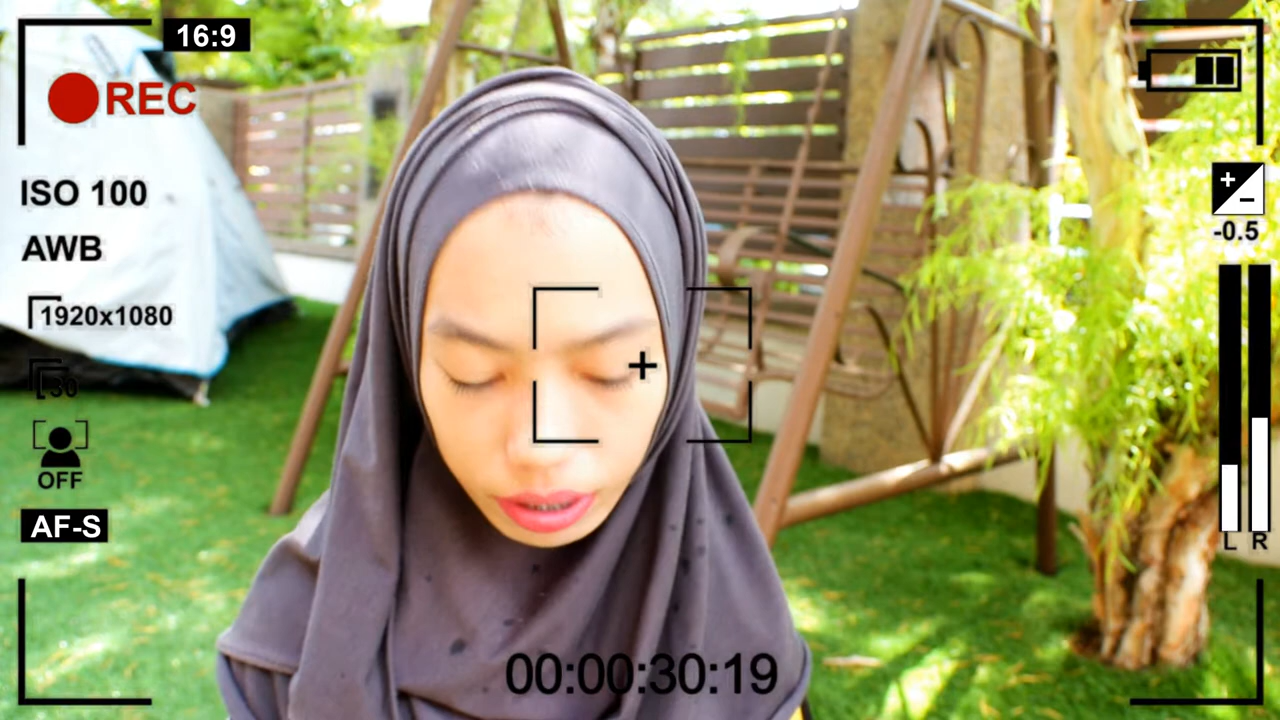 16:9
REC
ISO 100
AWB
1920x1080
30
OFF
AF-S
-0.5
L R
00:00:30:19